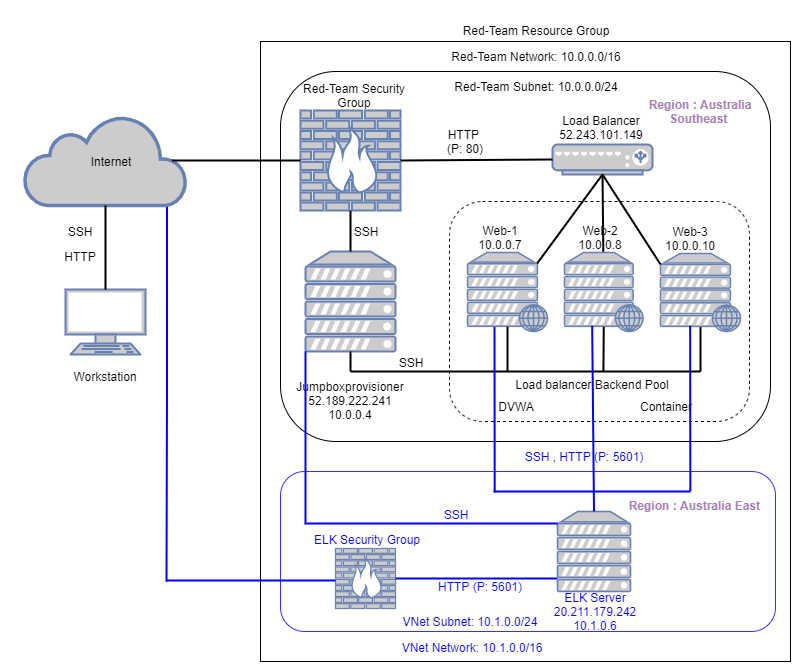 Red-Team Resource Group
Red-Team Network: 10.0.0.0/16
Red-Team Subnet: 10.0.0.0/24
Red-Team Security
Group
Region : Australia
Southeast
Load Balancer
52.243.101.149
HTTP
(P: 80)
Internet
SSH
HTTP
Workstation
SSH
Web-1
10.0.0.7
Web-2
10.0.0.8
Web-3
10.0.0.10
SSH
Jumpboxprovisioner
52.189.222.241
10.0.0.4
Load balancer Backend Pool
DVWA
Container
SSH , HTTP (P: 5601)
Region : Australia East
SSH
ELK Security Group
HTTP (P: 5601)
ELK Server
20.211.179.242
10.1.0.6
VNet Subnet: 10.1.0.0/24
VNet Network: 10.1.0.0/16